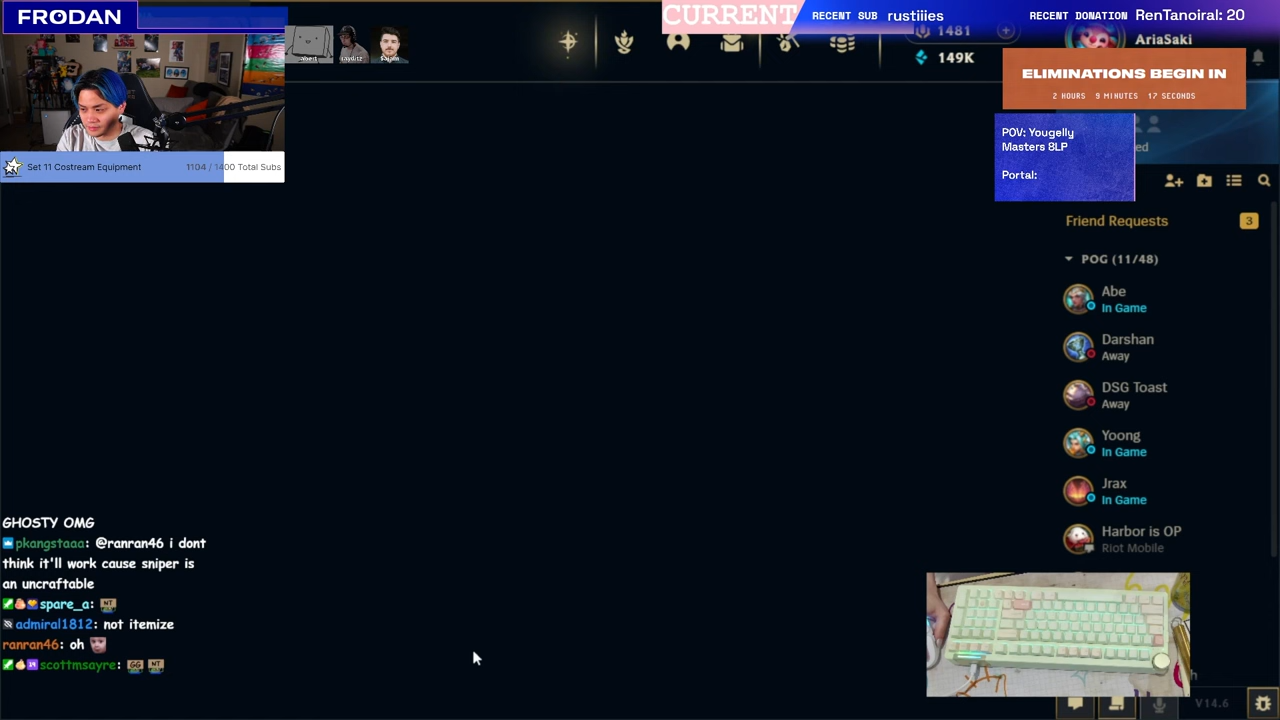 FRODAN
CURRENT
RECENT SUB rustiiies
RECENT DONATION RenTanoiral: 20
1481
149K
AriaSaki
ELIMINATIONS BEGIN IN
2 HOURS 9 MINUTES 17 SECONDS
POV: Yougelly
Masters 8LP
Portal:
Set 11 Costream Equipment 1104 / 1400 Total Subs
Friend Requests 3
POG (11/48)
Abe
In Game
Darshan
Away
DSG Toast
Away
Yoong
In Game
Jrax
In Game
Harbor is OP
Riot Mobile
GHOSTY OMG
pkangstaaa: @ranran46 i dont
think it'll work cause sniper is
an uncraftable
spare_a: NT
admiral1812: not itemize
ranran46: oh
scottmsayre: GG NT
V14.6